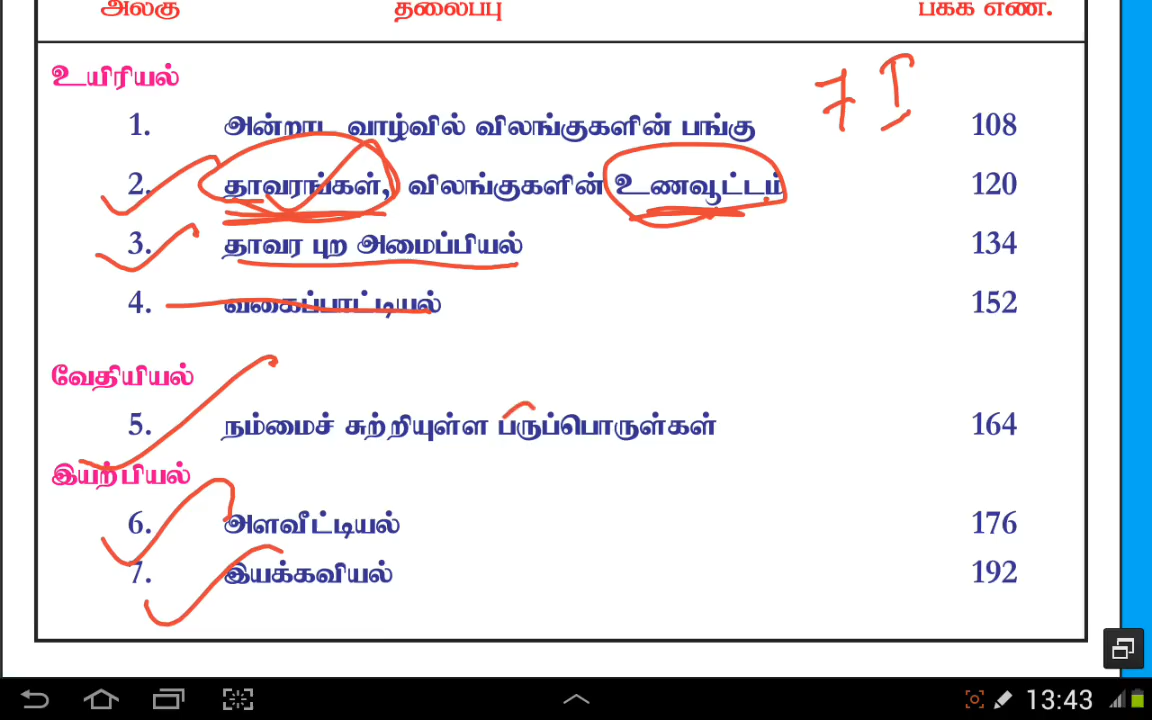 அலகு தலைப்பு பக்க எண்.
உயிரியல்
7 I
1. அன்றாட வாழ்வில் விலங்குகளின் பங்கு 108
2. தாவரங்கள், விலங்குகளின் உணவூட்டம் 120
3. தாவர புற அமைப்பியல் 134
4. வகைப்பாட்டியல் 152
வேதியியல்
5. நம்மைச் சுற்றியுள்ள பருப்பொருள்கள் 164
இயற்பியல்
6. அளவீட்டியல் 176
7. இயக்கவியல் 192
13:43